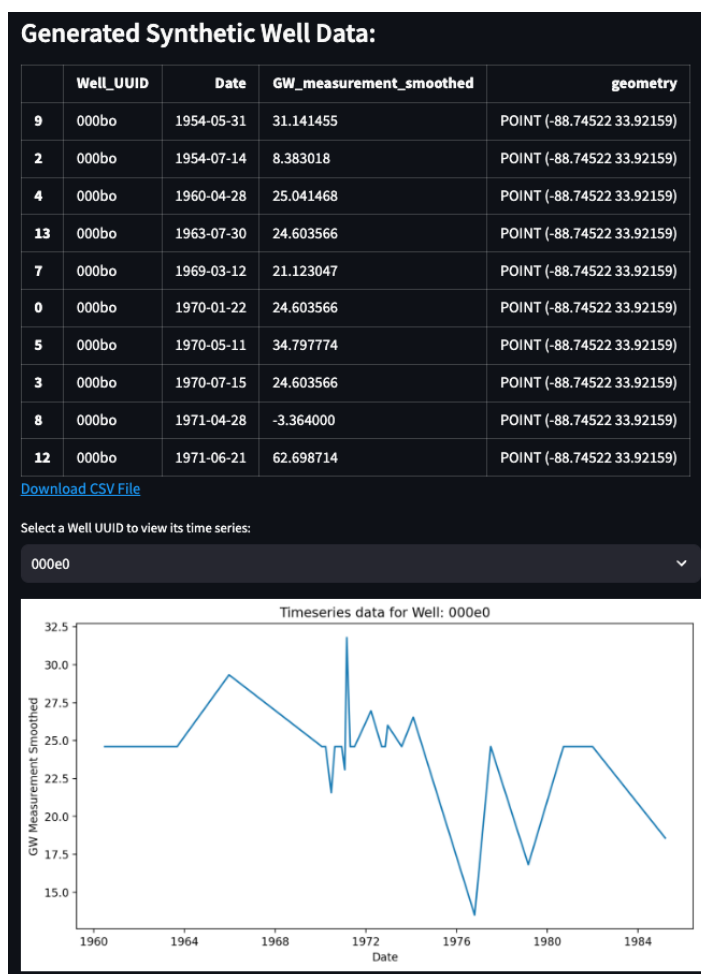 Generated Synthetic Well Data:
Well_UUID Date GW_measurement_smoothed geometry
9 000bo 1954-05-31 31.141455 POINT (-88.74522 33.92159)
2 000bo 1954-07-14 8.383018 POINT (-88.74522 33.92159)
4 000bo 1960-04-28 25.041468 POINT (-88.74522 33.92159)
13 000bo 1963-07-30 24.603566 POINT (-88.74522 33.92159)
7 000bo 1969-03-12 21.123047 POINT (-88.74522 33.92159)
0 000bo 1970-01-22 24.603566 POINT (-88.74522 33.92159)
5 000bo 1970-05-11 34.797774 POINT (-88.74522 33.92159)
3 000bo 1970-07-15 24.603566 POINT (-88.74522 33.92159)
8 000bo 1971-04-28 -3.364000 POINT (-88.74522 33.92159)
12 000bo 1971-06-21 62.698714 POINT (-88.74522 33.92159)
Download CSV File
Select a Well UUID to view its time series:
000e0
Timeseries data for Well: 000e0
GW Measurement Smoothed
32.5
30.0
27.5
25.0
22.5
20.0
17.5
15.0
1960 1964 1968 1972 1976 1980 1984
Date